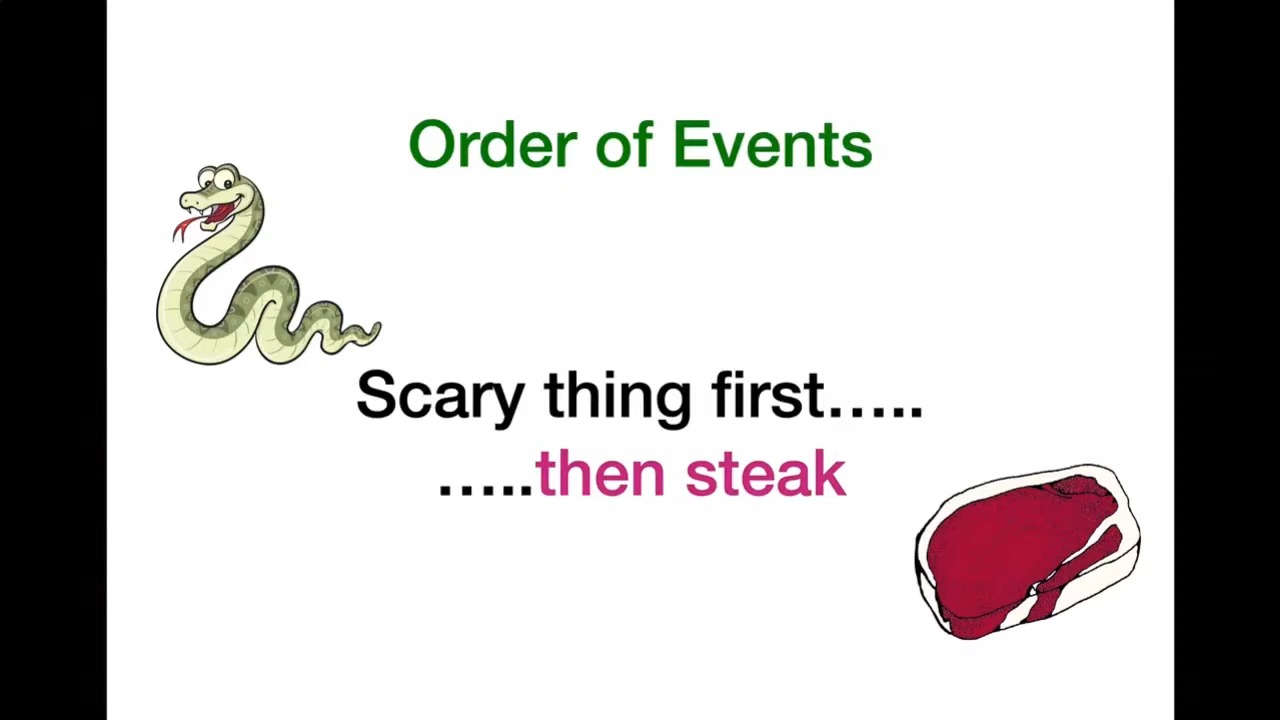 Order of Events
Scary thing first…..
…..then steak